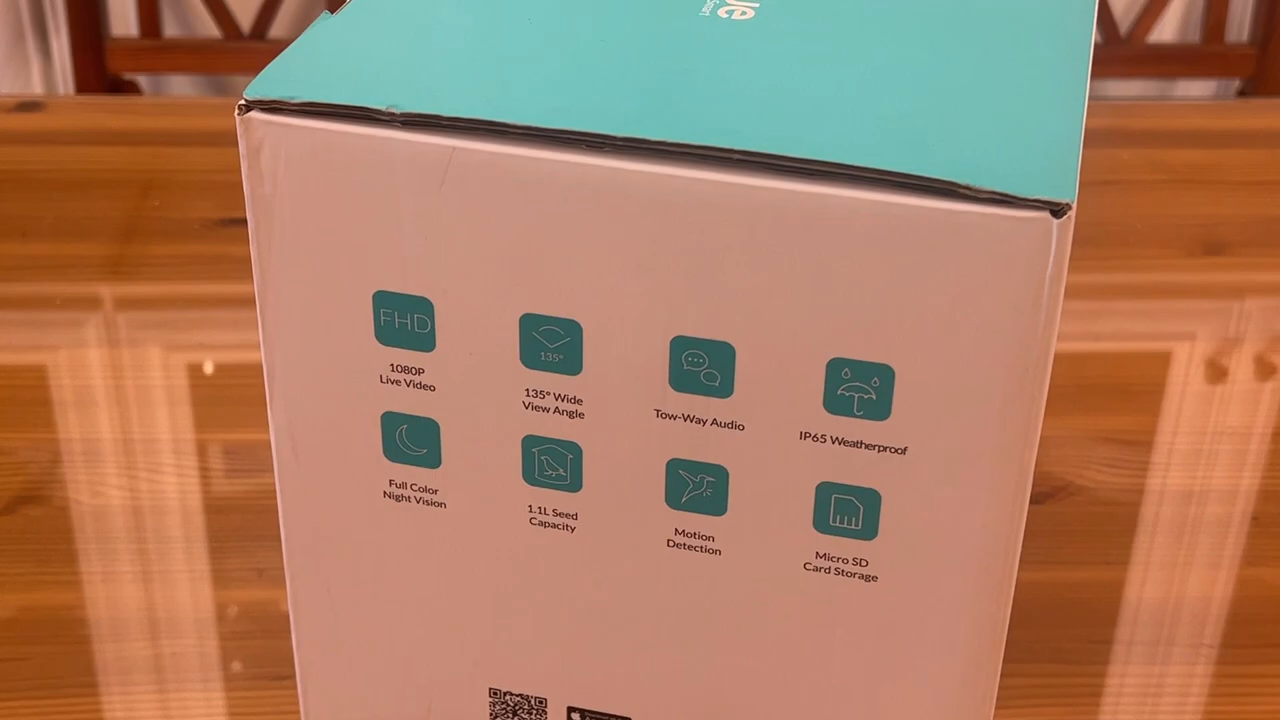 Smart
FHD
1080P
Live Video
135°
135° Wide
View Angle
Tow-Way Audio
IP65 Weatherproof
Full Color
Night Vision
1.1L Seed
Capacity
Motion
Detection
Micro SD
Card Storage